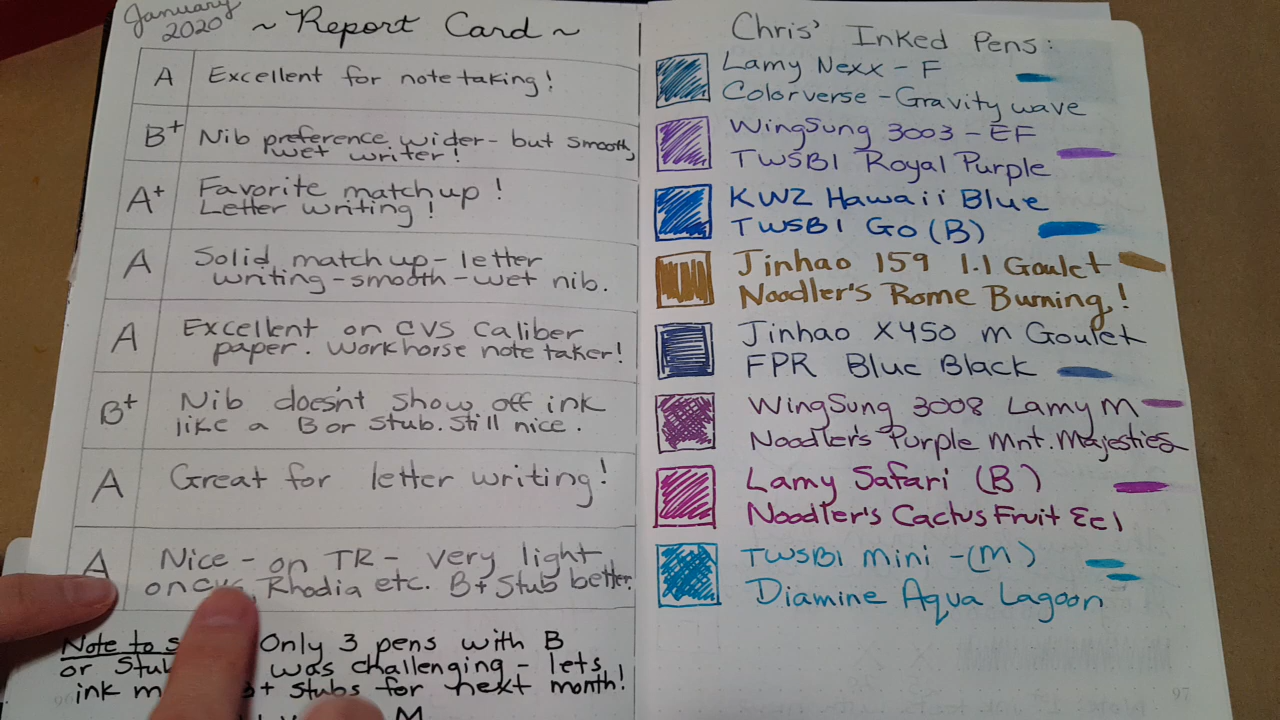 January
2020
~ Report Card ~
A Excellent for note taking!
B+ Nib preference wider - but smooth,
wet writer!
A+ Favorite match up!
Letter writing!
A Solid match up - letter
writing - smooth - wet nib.
A Excellent on CVS Caliber
paper. Workhorse note taker!
B+ Nib doesn't show off ink
like a B or Stub. Still nice.
A Great for letter writing!
A Nice - on TR - very light
on CVS, Rhodia etc. B + Stub better.
Note to s
Only 3 pens with B
or Stub was challenging - lets
ink m + stubs for next month!
M
Chris' Inked Pens:
Lamy Nexx - F
Colorverse - Gravity wave
WingSung 3003 - EF
TWSBI Royal Purple
KWZ Hawaii Blue
TWSBI Go (B)
Jinhao 159 1.1 Goulet
Noodler's Rome Burning!
Jinhao X450 m Goulet
FPR Blue Black
WingSung 3008 Lamy M
Noodler's Purple Mnt. Majesties
Lamy Safari (B)
Noodler's Cactus Fruit Eel
TWSBI mini - (M)
Diamine Aqua Lagoon
97